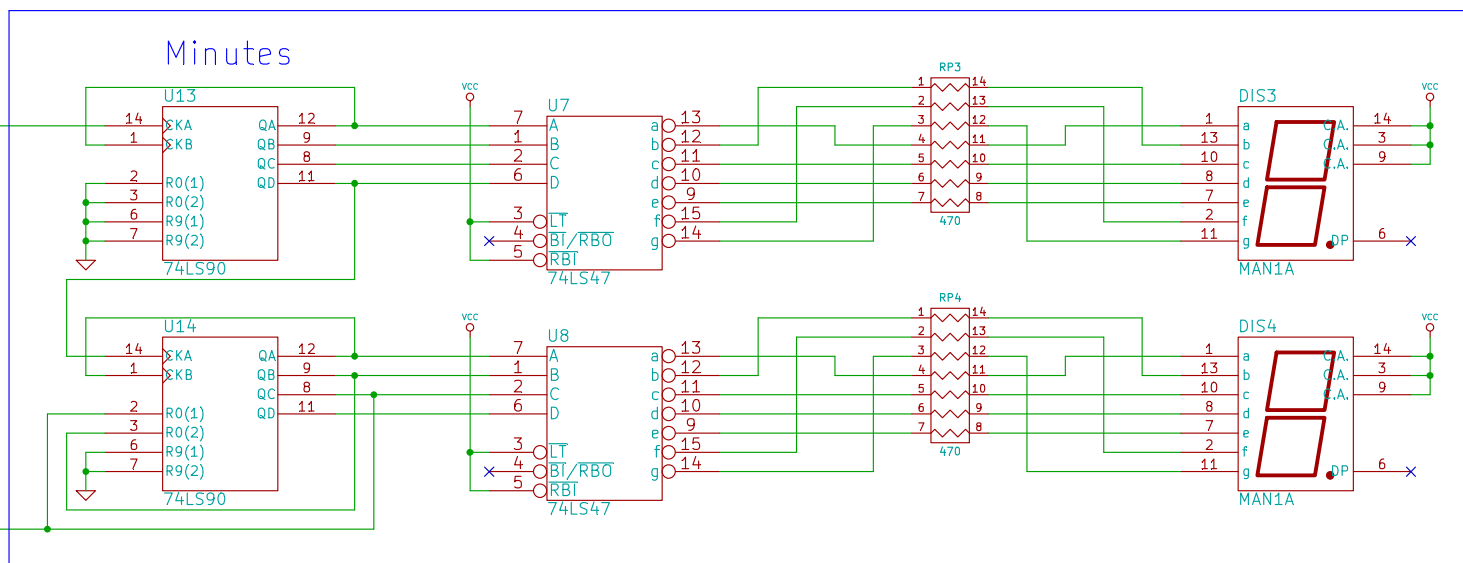 Minutes
U13
14 CKA QA 12
1 CKB QB 9
QC 8
QD 11
2 R0(1)
3 R0(2)
6 R9(1)
7 R9(2)
74LS90
VCC
U7
7 A a 13
1 B b 12
2 C c 11
6 D d 10
e 9
3 LT f 15
4 BI/RBO g 14
5 RBI
74LS47
RP3
1 14
2 13
3 12
4 11
5 10
6 9
7 8
470
VCC
DIS3
1 a C.A. 14
13 b C.A. 3
10 c C.A. 9
8 d
7 e
2 f
11 g DP 6
MAN1A
U14
14 CKA QA 12
1 CKB QB 9
QC 8
2 R0(1) QD 11
3 R0(2)
6 R9(1)
7 R9(2)
74LS90
VCC
U8
7 A a 13
1 B b 12
2 C c 11
6 D d 10
e 9
3 LT f 15
4 BI/RBO g 14
5 RBI
74LS47
RP4
1 14
2 13
3 12
4 11
5 10
6 9
7 8
470
VCC
DIS4
1 a C.A. 14
13 b C.A. 3
10 c C.A. 9
8 d
7 e
2 f
11 g DP 6
MAN1A